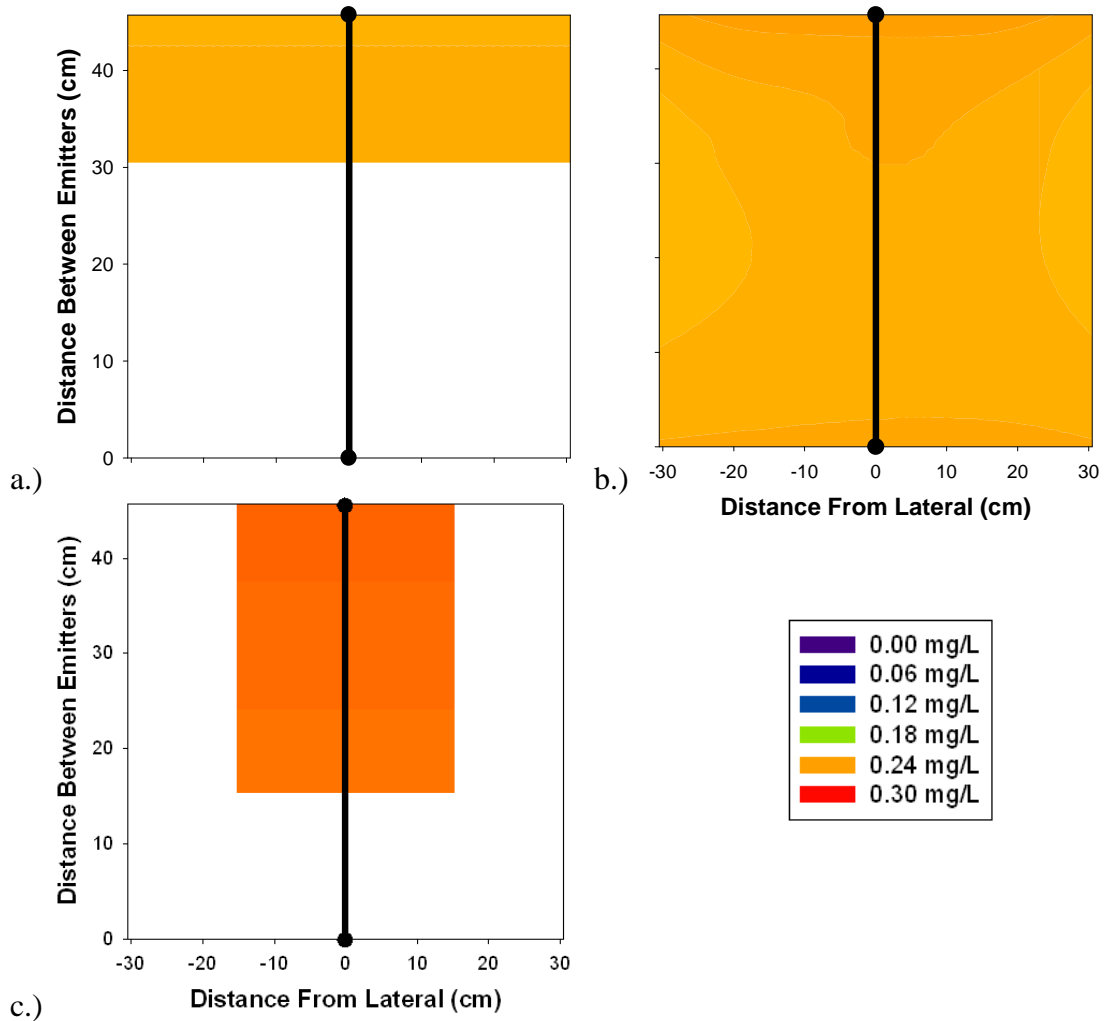 Distance Between Emitters (cm)
40
30
20
10
0
a.)
-30 -20 -10 0 10 20 30
Distance From Lateral (cm)
b.)
Distance Between Emitters (cm)
40
30
20
10
0
-30 -20 -10 0 10 20 30
Distance From Lateral (cm)
c.)
0.00 mg/L
0.06 mg/L
0.12 mg/L
0.18 mg/L
0.24 mg/L
0.30 mg/L